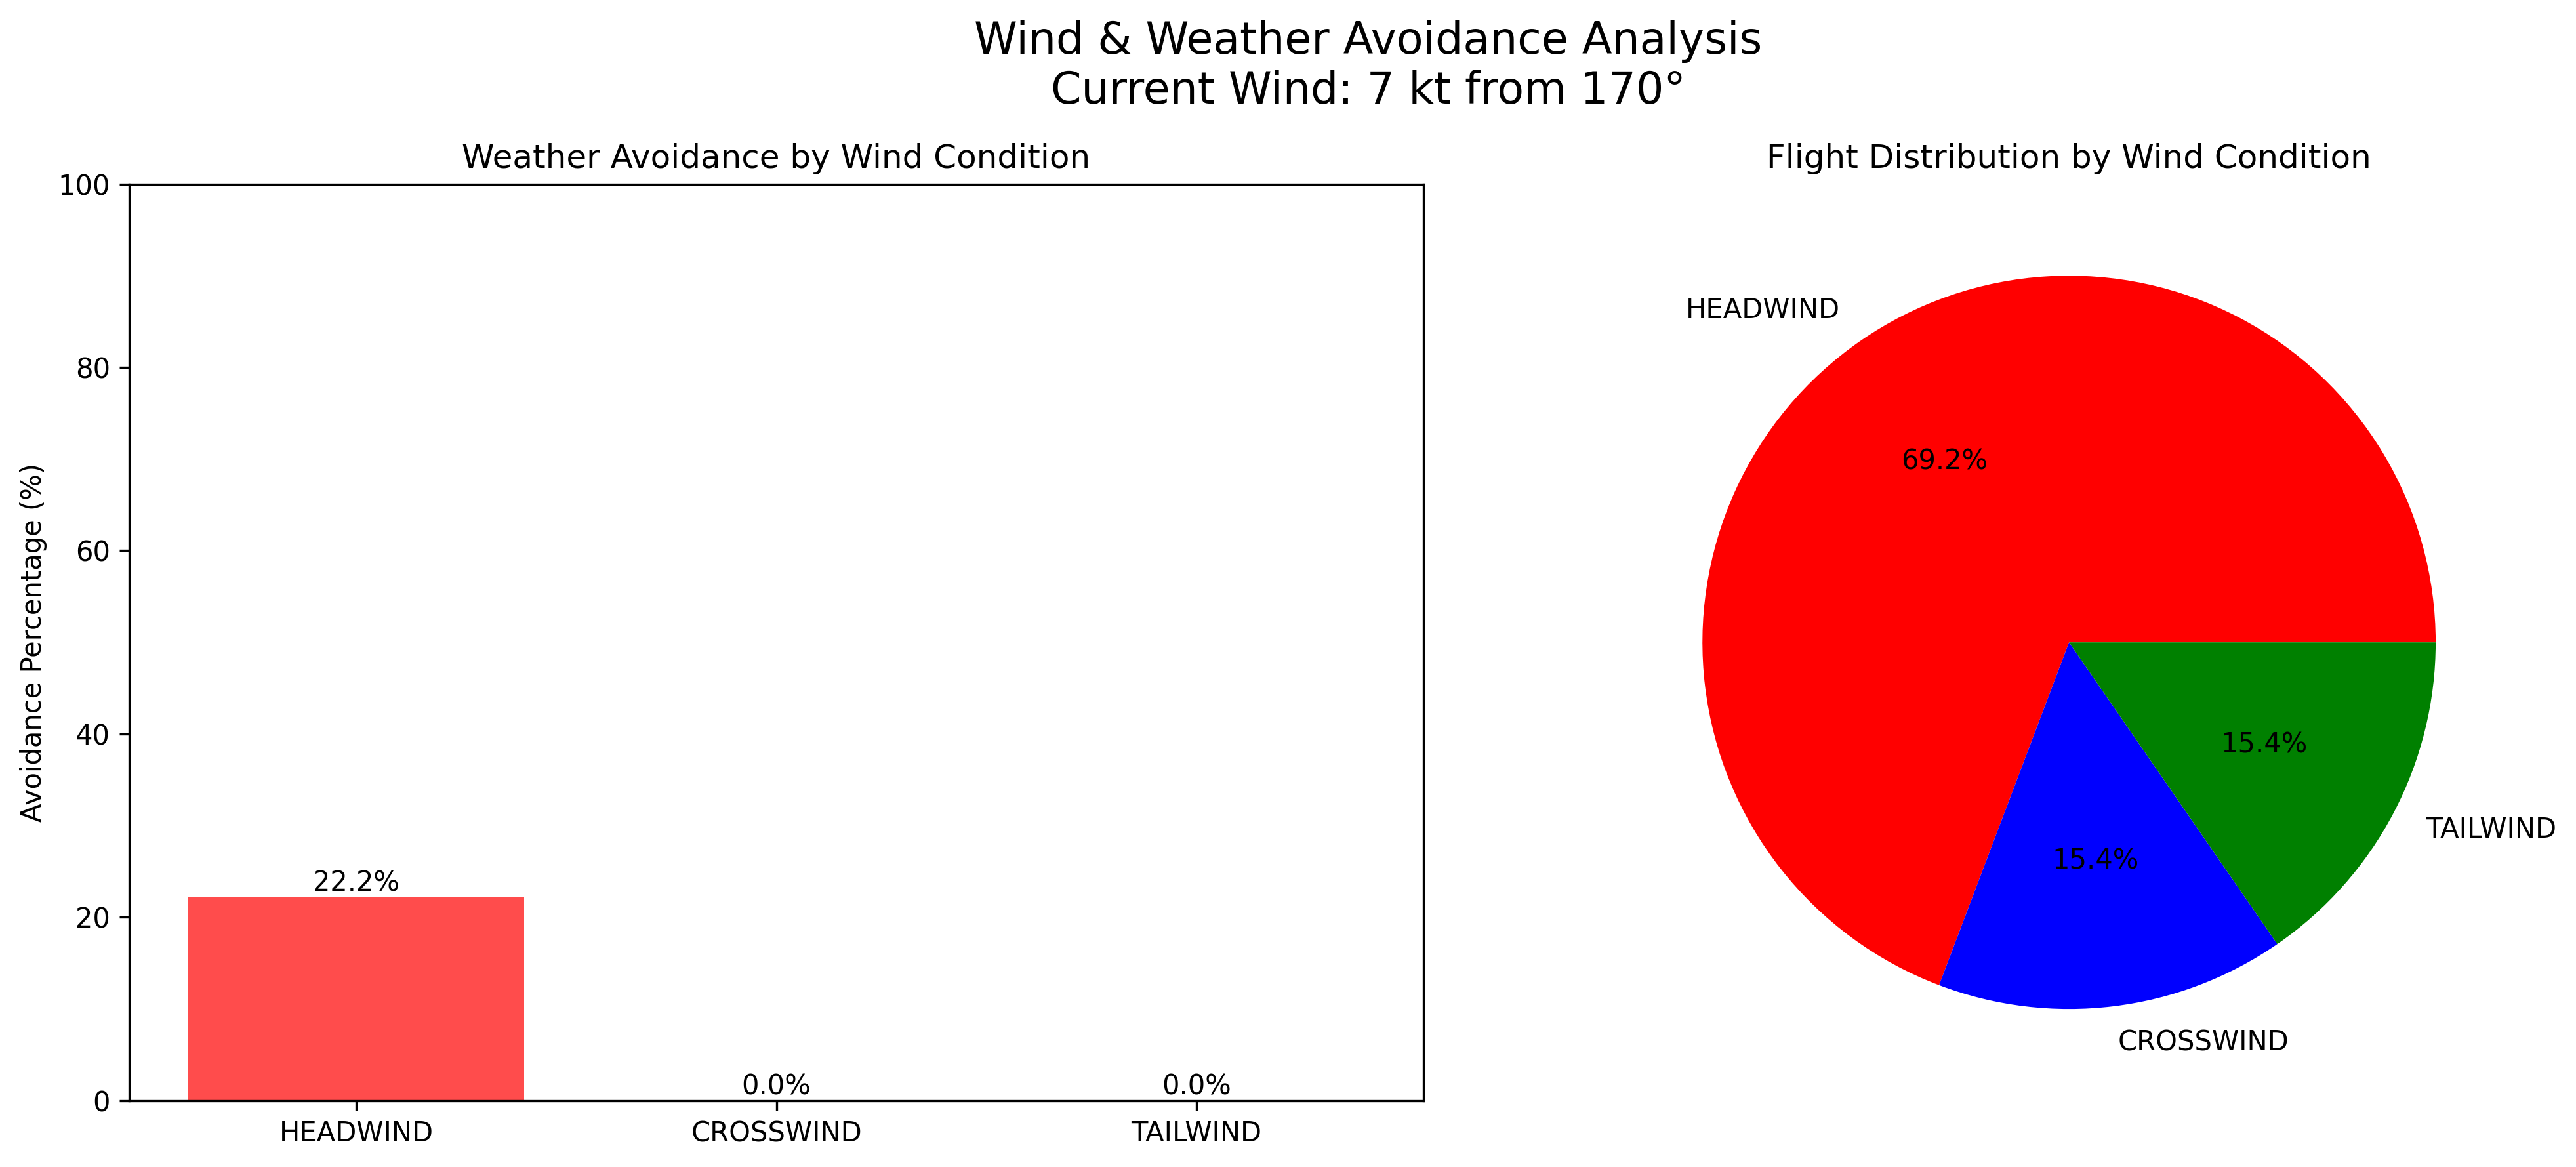 Wind & Weather Avoidance Analysis
Current Wind: 7 kt from 170°
Weather Avoidance by Wind Condition
100
80
60
40
20
0
Avoidance Percentage (%)
22.2%
0.0%
0.0%
HEADWIND
CROSSWIND
TAILWIND
Flight Distribution by Wind Condition
HEADWIND
69.2%
15.4%
TAILWIND
15.4%
CROSSWIND